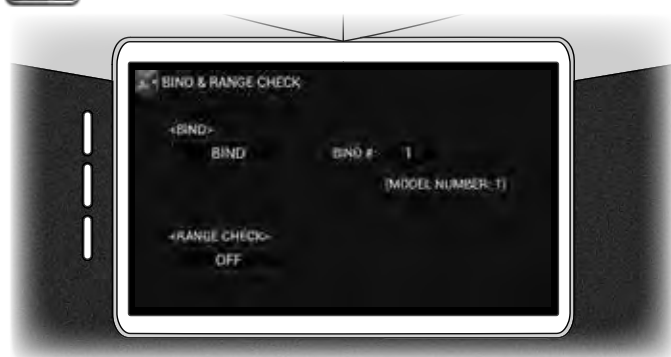 BIND & RANGE CHECK
<BIND>
BIND BIND #: 1
(MODEL NUMBER: 1)
<RANGE CHECK>
OFF